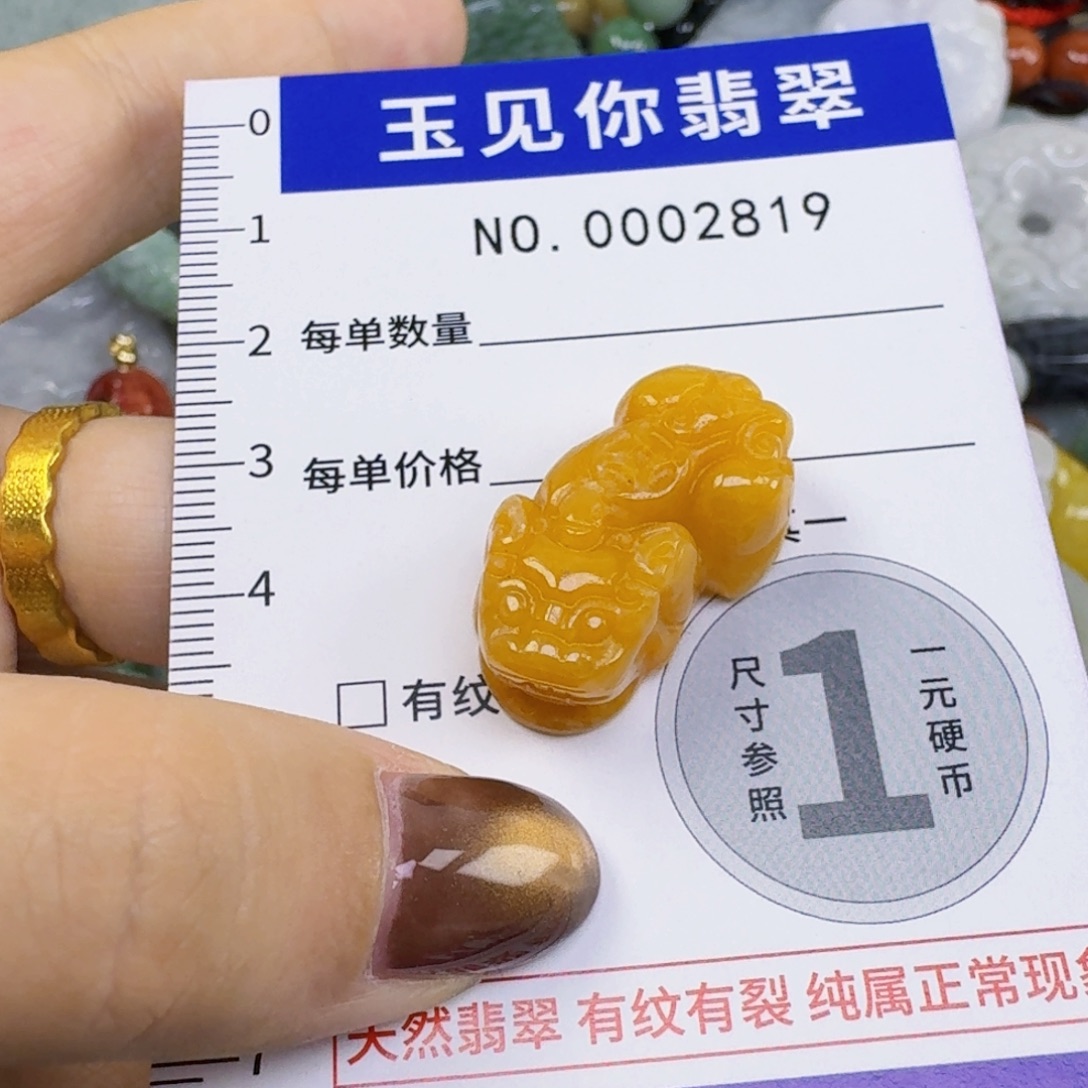 玉见你翡翠
NO.0002819
0
1
2
3
4
每单数量
每单价格
一
有纹
尺寸参照
1
一元硬币
天然翡翠 有纹有裂 纯属正常现象